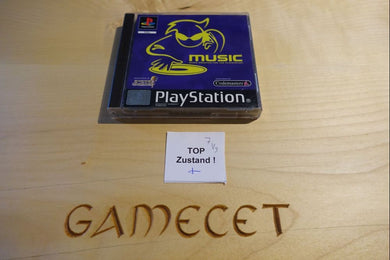 MUSIC
Codemasters
PlayStation
TOP
Zustand !
GAMECET